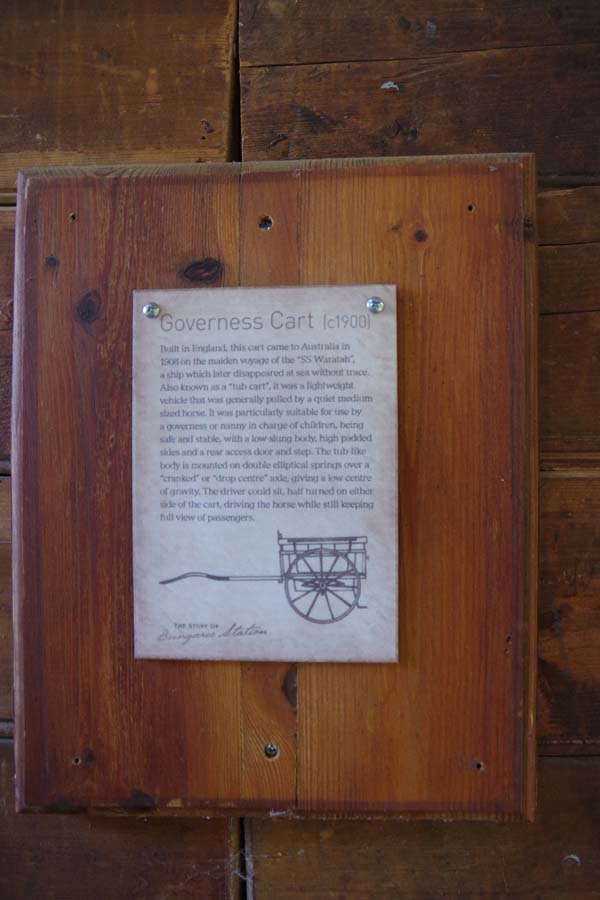 Governess Cart (c1900)
Built in England, this cart came to Australia in
1908 on the maiden voyage of the “SS Waratah”,
a ship which later disappeared at sea without trace.
Also known as a “tub cart”, it was a lightweight
vehicle that was generally pulled by a quiet medium
sized horse. It was particularly suitable for use by
a governess or nanny in charge of children, being
safe and stable, with a low-slung body, high padded
sides and a rear access door and step. The tub-like
body is mounted on double elliptical springs over a
“cranked” or “drop centre” axle, giving a low centre
of gravity. The driver could sit, half turned on either
side of the cart, driving the horse while still keeping
full view of passengers.
THE STORY OF
Bungaree Station